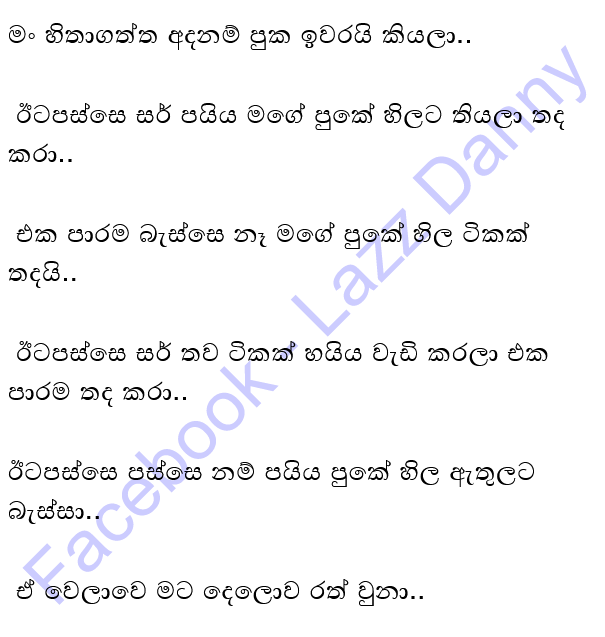 මං හිතාගත්ත අදනම් පුක ඉවරයි කියලා..
ඊටපස්සෙ සර් පයිය මගේ පුකේ හිලට තියලා තද
කරා..
එක පාරම බැස්සෙ නෑ මගේ පුකේ හිල ටිකක්
තදයි..
ඊටපස්සෙ සර් තව ටිකක් හයිය වැඩි කරලා එක
පාරම තද කරා..
ඊටපස්සෙ පස්සෙ නම් පයිය පුකේ හිල ඇතුලට
බැස්සා..
ඒ වෙලාවෙ මට දෙලොව රත් වුනා..
Facebook - Lazz Danny